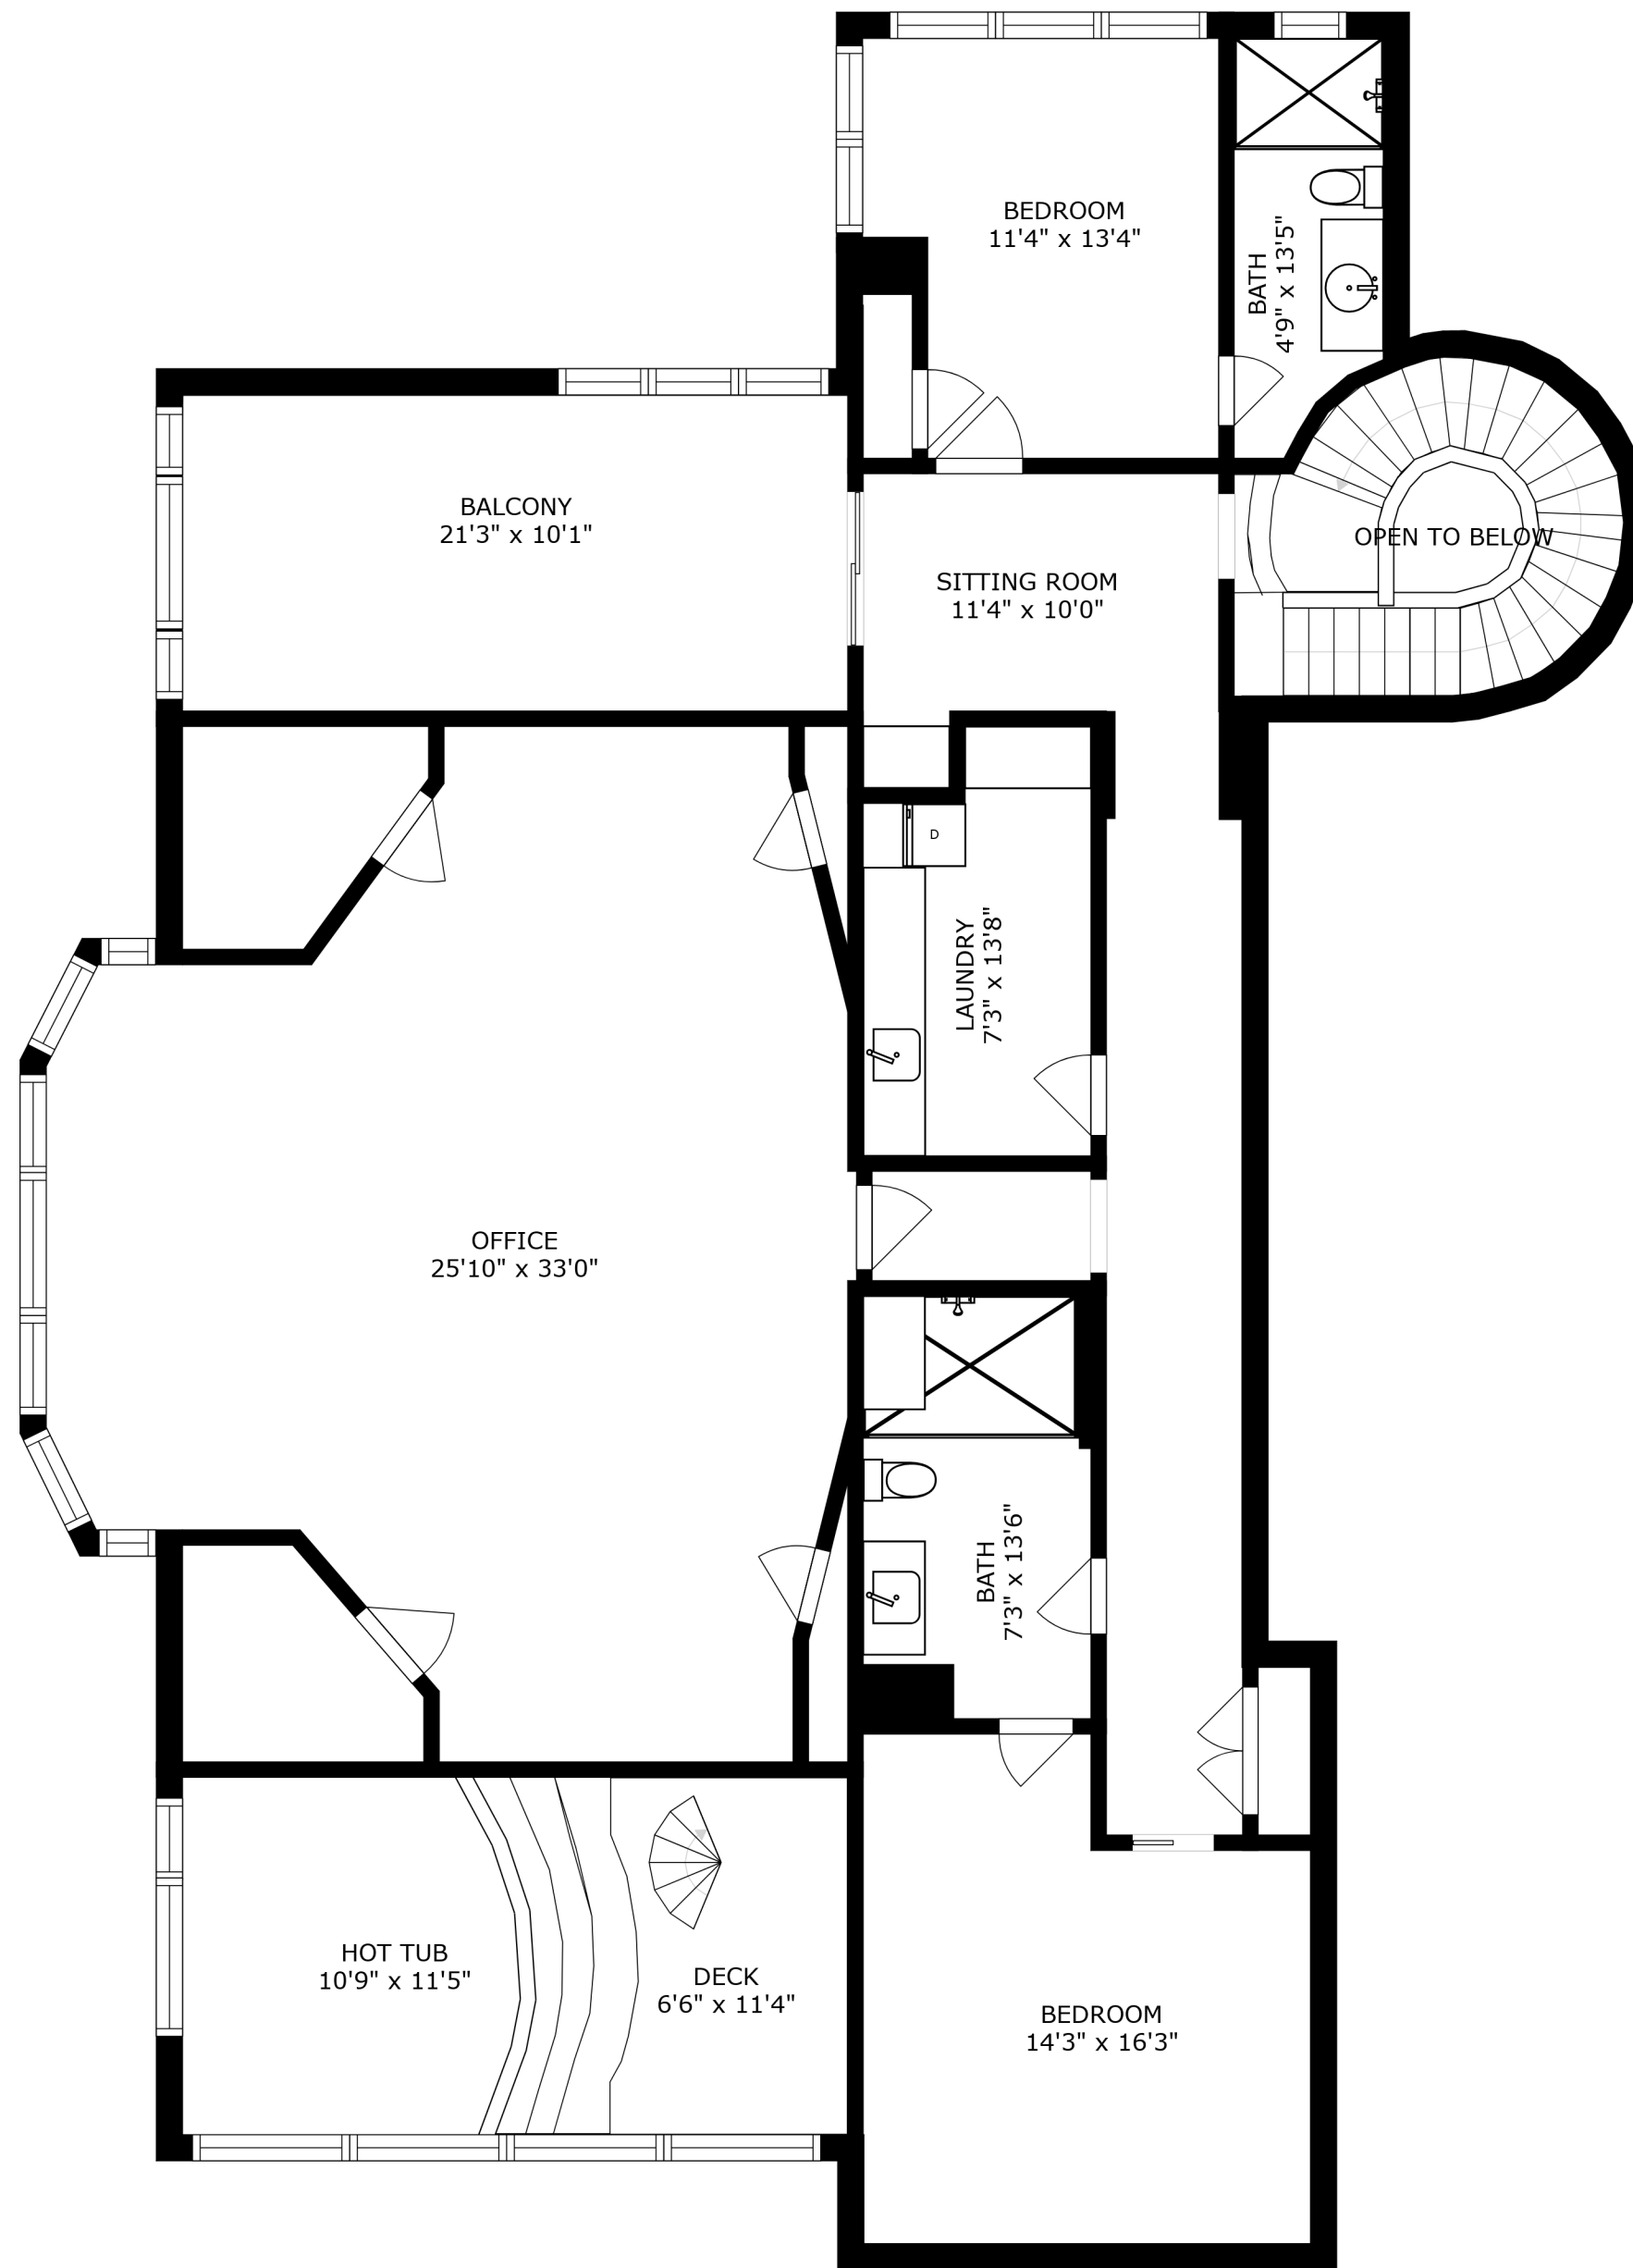 BEDROOM
11'4" x 13'4"
BATH
4'9" x 13'5"
BALCONY
21'3" x 10'1"
OPEN TO BELOW
SITTING ROOM
11'4" x 10'0"
D
LAUNDRY
7'3" x 13'8"
OFFICE
25'10" x 33'0"
BATH
7'3" x 13'6"
HOT TUB
10'9" x 11'5"
DECK
6'6" x 11'4"
BEDROOM
14'3" x 16'3"